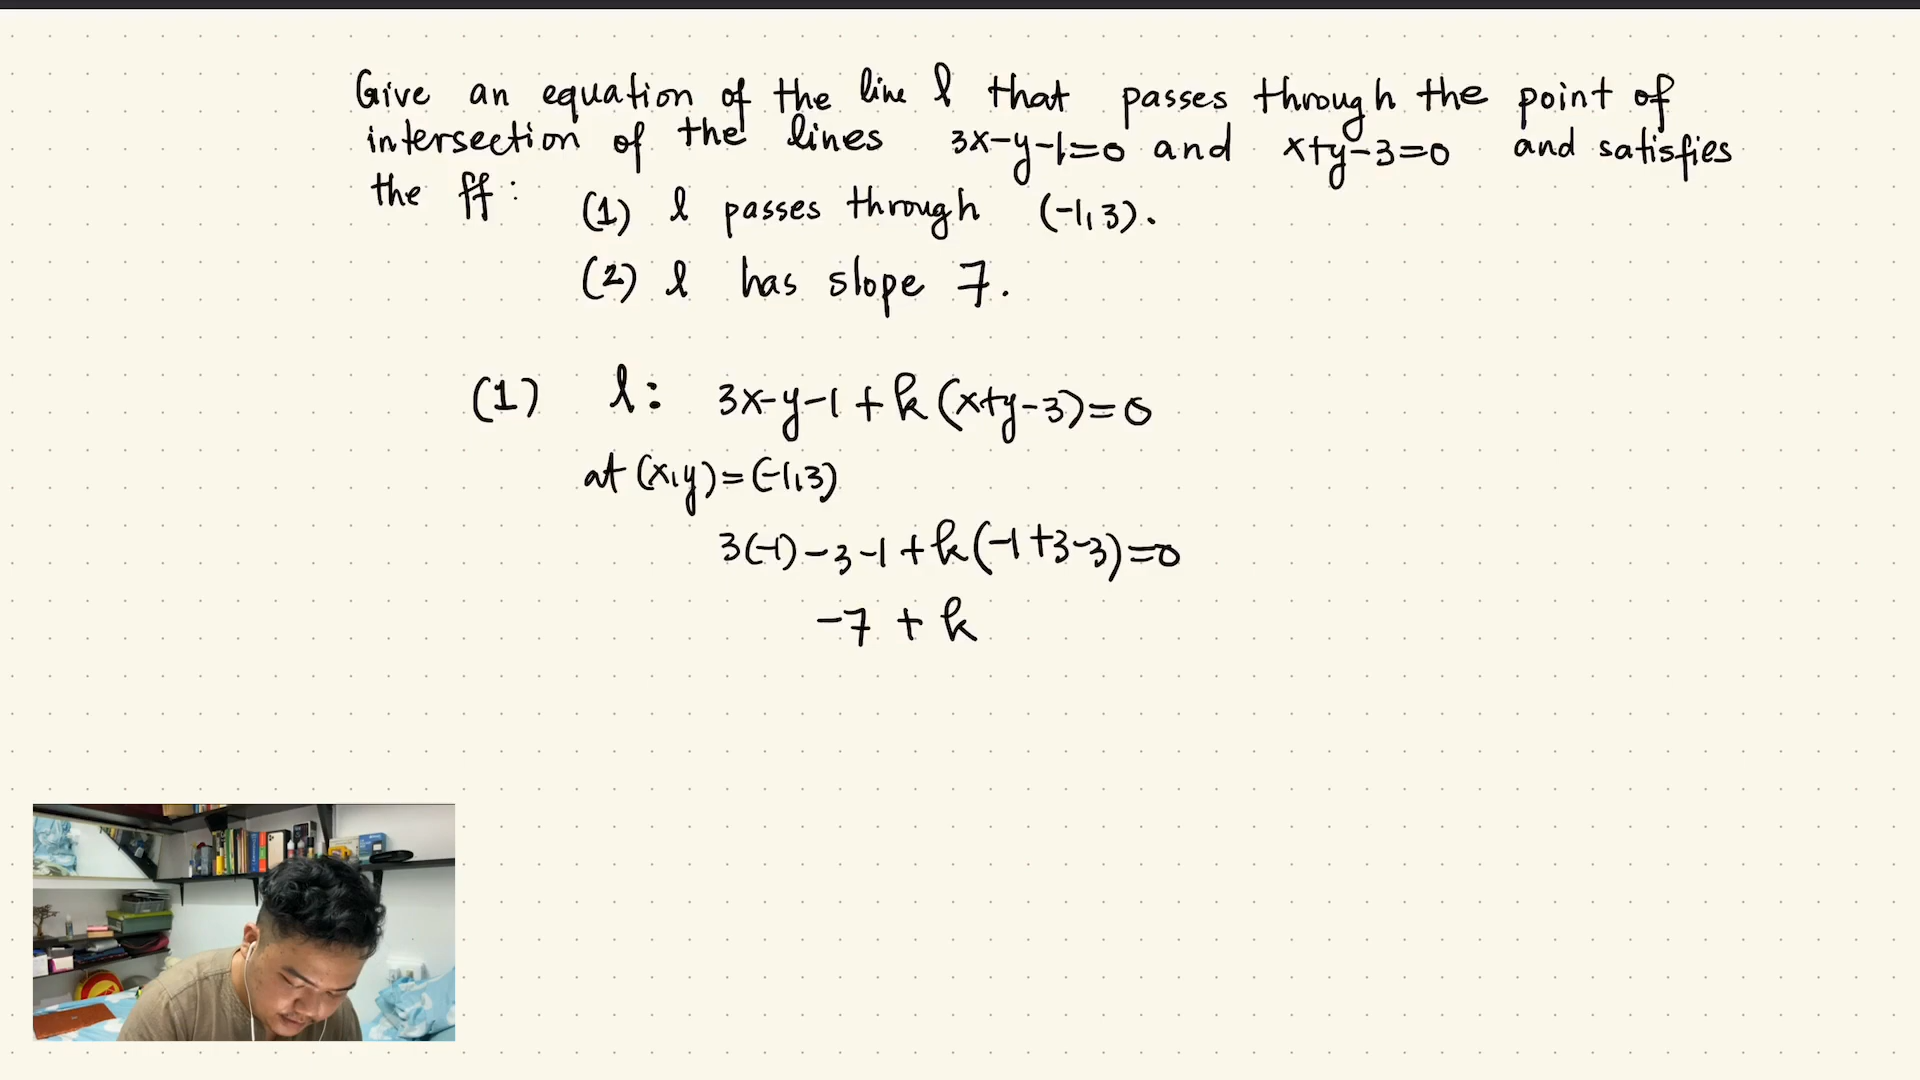 Give an equation of the line l that passes through the point of
intersection of the lines 3x-y-1=0 and x+y-3=0 and satisfies
the ff:
(1) l passes through (-1,3).
(2) l has slope 7.
(1) l: 3x-y-1+k(x+y-3)=0
at (x,y)=(-1,3)
3(-1)-3-1+k(-1+3-3)=0
-7+k